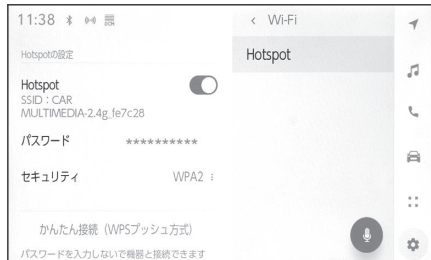 11:38
Hotspotの設定
Hotspot
SSID：CAR
MULTIMEDIA-2.4g_fe7c28
パスワード **********
セキュリティ WPA2
かんたん接続（WPSプッシュ方式）
パスワードを入力しないで機器と接続できます
< Wi-Fi
Hotspot